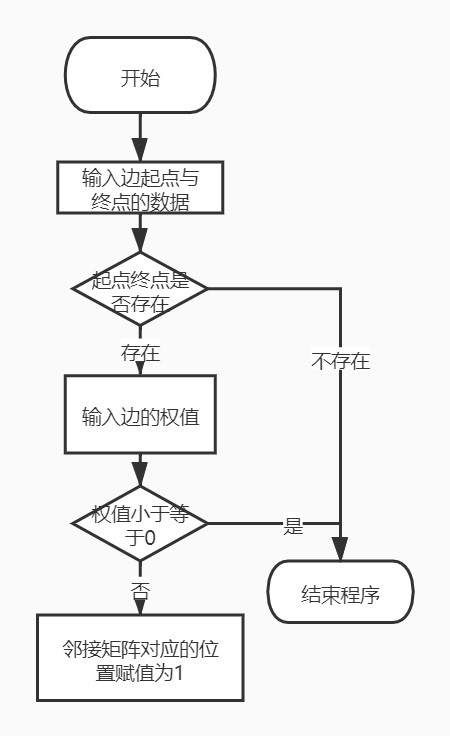 开始
输入边起点与
终点的数据
起点终点是
否存在
存在
不存在
输入边的权值
权值小于等
于0
是
否
结束程序
邻接矩阵对应的位
置赋值为1